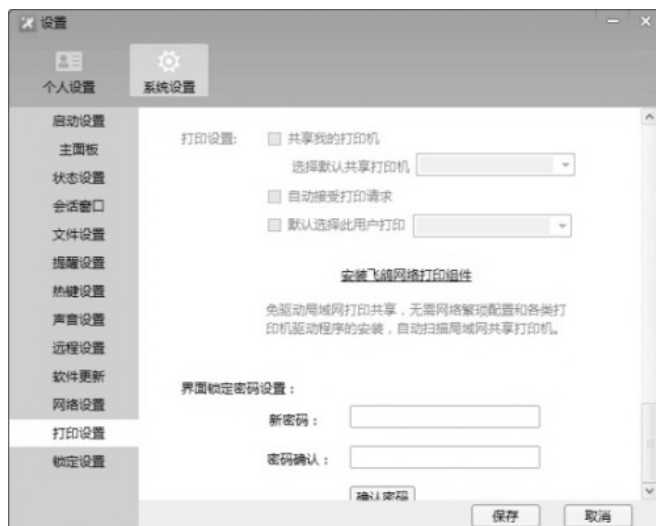 设置
个人设置
系统设置
启动设置
主面板
状态设置
会话窗口
文件设置
提醒设置
热键设置
声音设置
远程设置
软件更新
网络设置
打印设置
锁定设置
打印设置:
共享我的打印机
选择默认共享打印机
自动接受打印请求
默认选择此用户打印
安装飞鸽网络打印组件
免驱动局域网打印共享，无需网络繁琐配置和各类打
印机驱动程序的安装，自动扫描局域网共享打印机。
界面锁定密码设置：
新密码：
密码确认：
确认密码
保存
取消